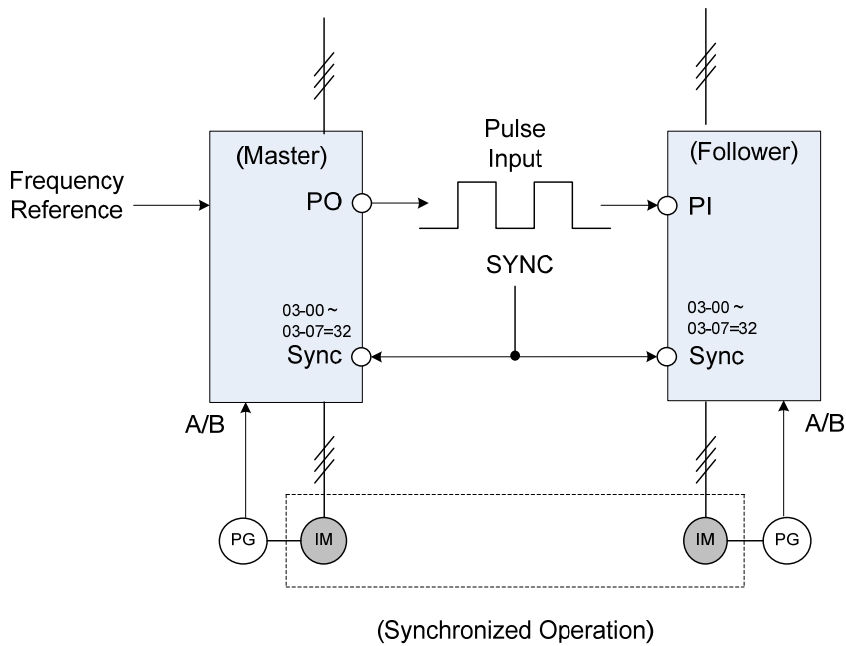 (Master)
(Follower)
Pulse
Input
Frequency
Reference
PO
PI
SYNC
03-00 ~
03-07=32
Sync
03-00 ~
03-07=32
Sync
A/B
A/B
PG
IM
IM
PG
(Synchronized Operation)